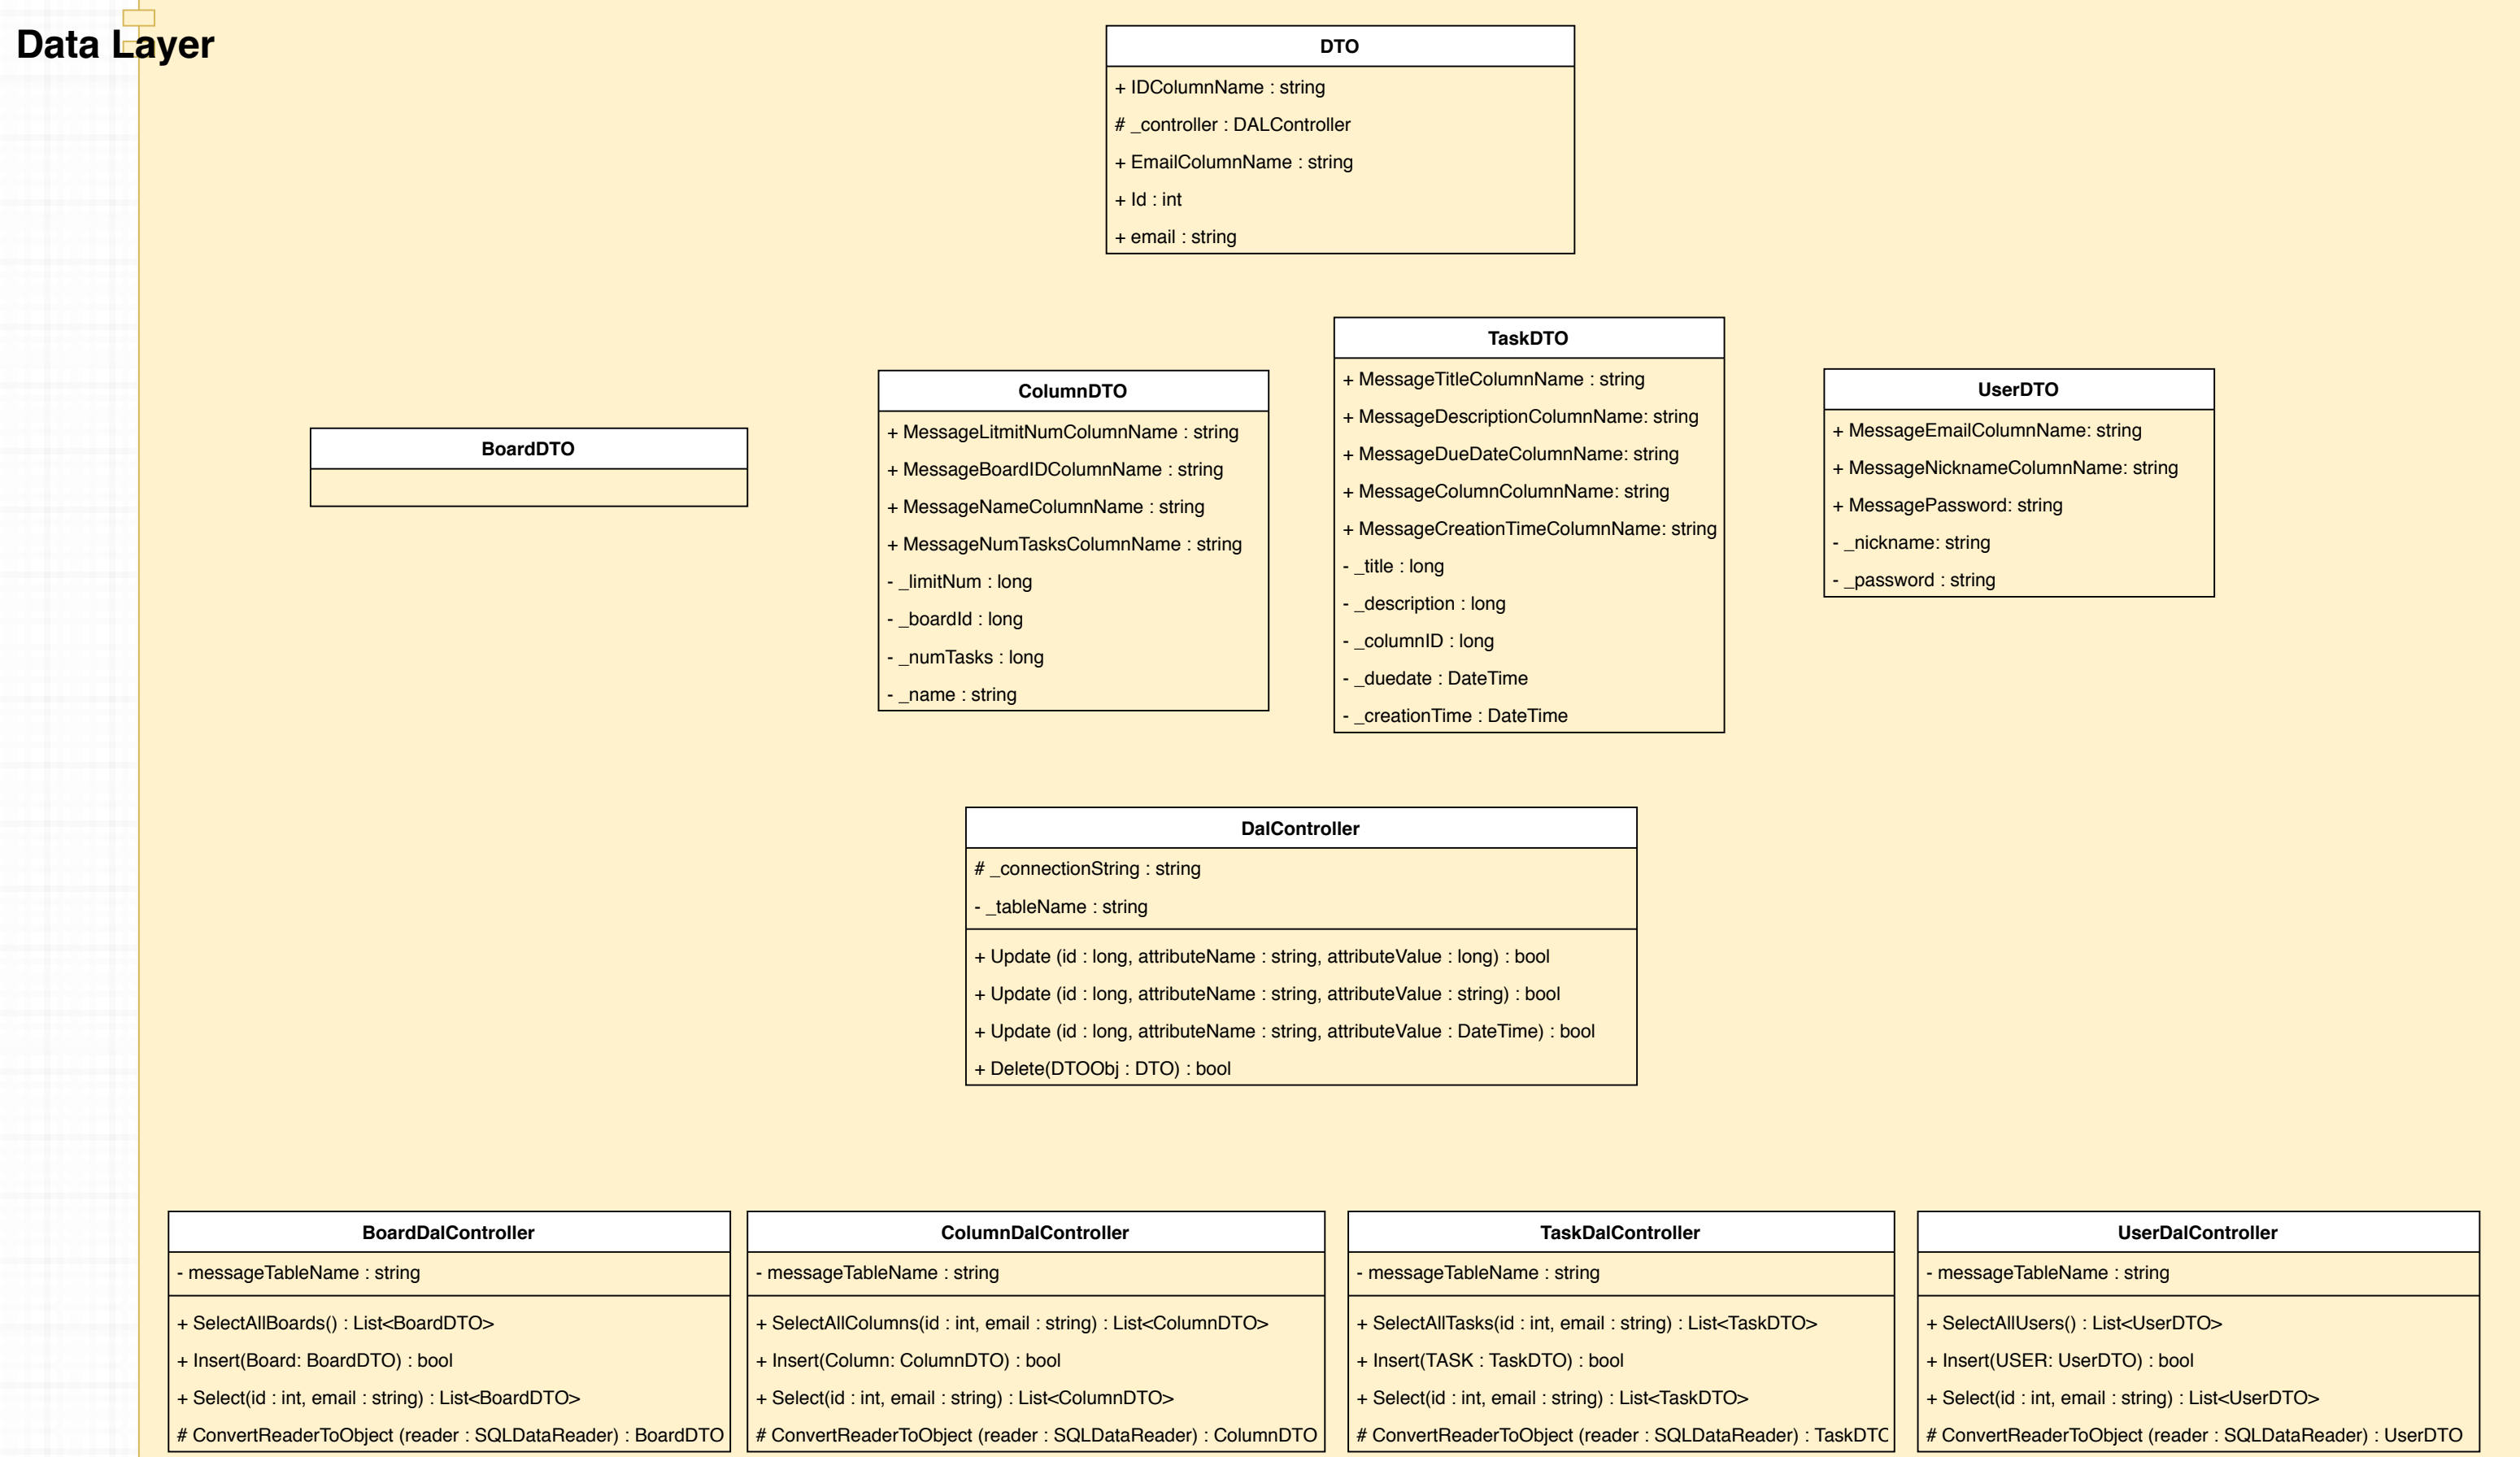 Data Layer
DTO
+ IDColumnName : string
# _controller : DALController
+ EmailColumnName : string
+ Id : int
+ email : string
BoardDTO
ColumnDTO
+ MessageLitmitNumColumnName : string
+ MessageBoardIDColumnName : string
+ MessageNameColumnName : string
+ MessageNumTasksColumnName : string
- _limitNum : long
- _boardId : long
- _numTasks : long
- _name : string
TaskDTO
+ MessageTitleColumnName : string
+ MessageDescriptionColumnName: string
+ MessageDueDateColumnName: string
+ MessageColumnColumnName: string
+ MessageCreationTimeColumnName: string
- _title : long
- _description : long
- _columnID : long
- _duedate : DateTime
- _creationTime : DateTime
UserDTO
+ MessageEmailColumnName: string
+ MessageNicknameColumnName: string
+ MessagePassword: string
- _nickname: string
- _password : string
DalController
# _connectionString : string
- _tableName : string
+ Update (id : long, attributeName : string, attributeValue : long) : bool
+ Update (id : long, attributeName : string, attributeValue : string) : bool
+ Update (id : long, attributeName : string, attributeValue : DateTime) : bool
+ Delete(DTOObj : DTO) : bool
BoardDalController
- messageTableName : string
+ SelectAllBoards() : List<BoardDTO>
+ Insert(Board: BoardDTO) : bool
+ Select(id : int, email : string) : List<BoardDTO>
# ConvertReaderToObject (reader : SQLDataReader) : BoardDTO
ColumnDalController
- messageTableName : string
+ SelectAllColumns(id : int, email : string) : List<ColumnDTO>
+ Insert(Column: ColumnDTO) : bool
+ Select(id : int, email : string) : List<ColumnDTO>
# ConvertReaderToObject (reader : SQLDataReader) : ColumnDTO
TaskDalController
- messageTableName : string
+ SelectAllTasks(id : int, email : string) : List<TaskDTO>
+ Insert(TASK : TaskDTO) : bool
+ Select(id : int, email : string) : List<TaskDTO>
# ConvertReaderToObject (reader : SQLDataReader) : TaskDTO
UserDalController
- messageTableName : string
+ SelectAllUsers() : List<UserDTO>
+ Insert(USER: UserDTO) : bool
+ Select(id : int, email : string) : List<UserDTO>
# ConvertReaderToObject (reader : SQLDataReader) : UserDTO